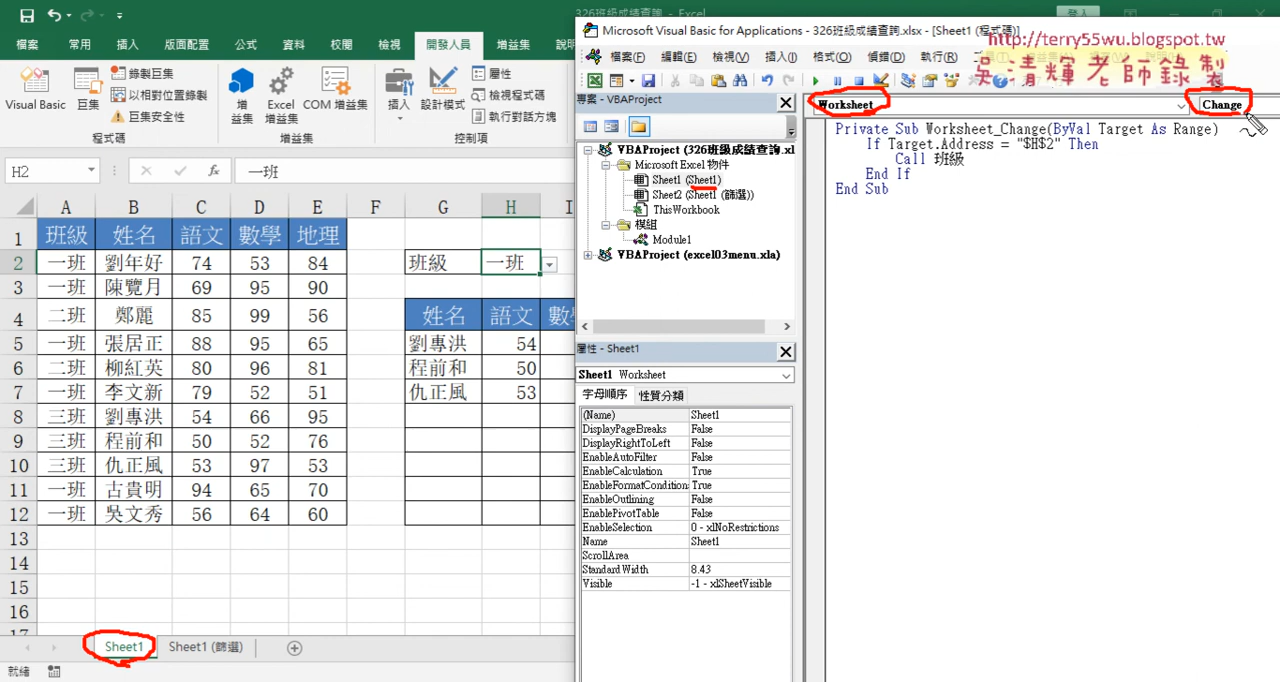 326班級成績查詢 - Excel
登入
檔案 常用 插入 版面配置 公式 資料 校閱 檢視 開發人員 增益集 說明
Visual Basic 巨集 錄製巨集 以相對位置錄製 巨集安全性 增益集 Excel 增益集 COM 增益集 插入 設計模式 屬性 檢視程式碼 執行對話方塊
程式碼 增益集 控制項
H2 fx 一班
A B C D E F G H I
1 班級 姓名 語文 數學 地理
2 一班 劉年好 74 53 84 班級 一班
3 一班 陳覽月 69 95 90
4 二班 鄭麗 85 99 56 姓名 語文
5 一班 張居正 88 95 65 劉專洪 54
6 二班 柳紅英 80 96 81 程前和 50
7 一班 李文新 79 52 51 仇正風 53
8 三班 劉專洪 54 66 95
9 三班 程前和 50 52 76
10 三班 仇正風 53 97 53
11 一班 古貴明 94 65 70
12 一班 吳文秀 56 64 60
13
14
15
16
17
Sheet1 Sheet1 (篩選)
就緒
Microsoft Visual Basic for Applications - 326班級成績查詢.xlsx - [Sheet1 (程式碼)]
http://terry55wu.blogspot.tw
吳清輝老師錄製
檔案(F) 編輯(E) 檢視(V) 插入(I) 格式(O) 偵錯(D) 執行(R)
專案 - VBAProject
VBAProject (326班級成績查詢.xl
Microsoft Excel 物件
Sheet1 (Sheet1)
Sheet2 (Sheet1 (篩選))
ThisWorkbook
模組
Module1
VBAProject (excel03menu.xla)
屬性 - Sheet1
Sheet1 Worksheet
字母順序 性質分類
(Name) Sheet1
DisplayPageBreaks False
DisplayRightToLeft False
EnableAutoFilter False
EnableCalculation True
EnableFormatCondition True
EnableOutlining False
EnablePivotTable False
EnableSelection 0 - xlNoRestrictions
Name Sheet1
ScrollArea
Standard Width 8.43
Visible -1 - xlSheetVisible
Worksheet Change
Private Sub Worksheet_Change(ByVal Target As Range)
If Target.Address = "$H$2" Then
Call 班級
End If
End Sub